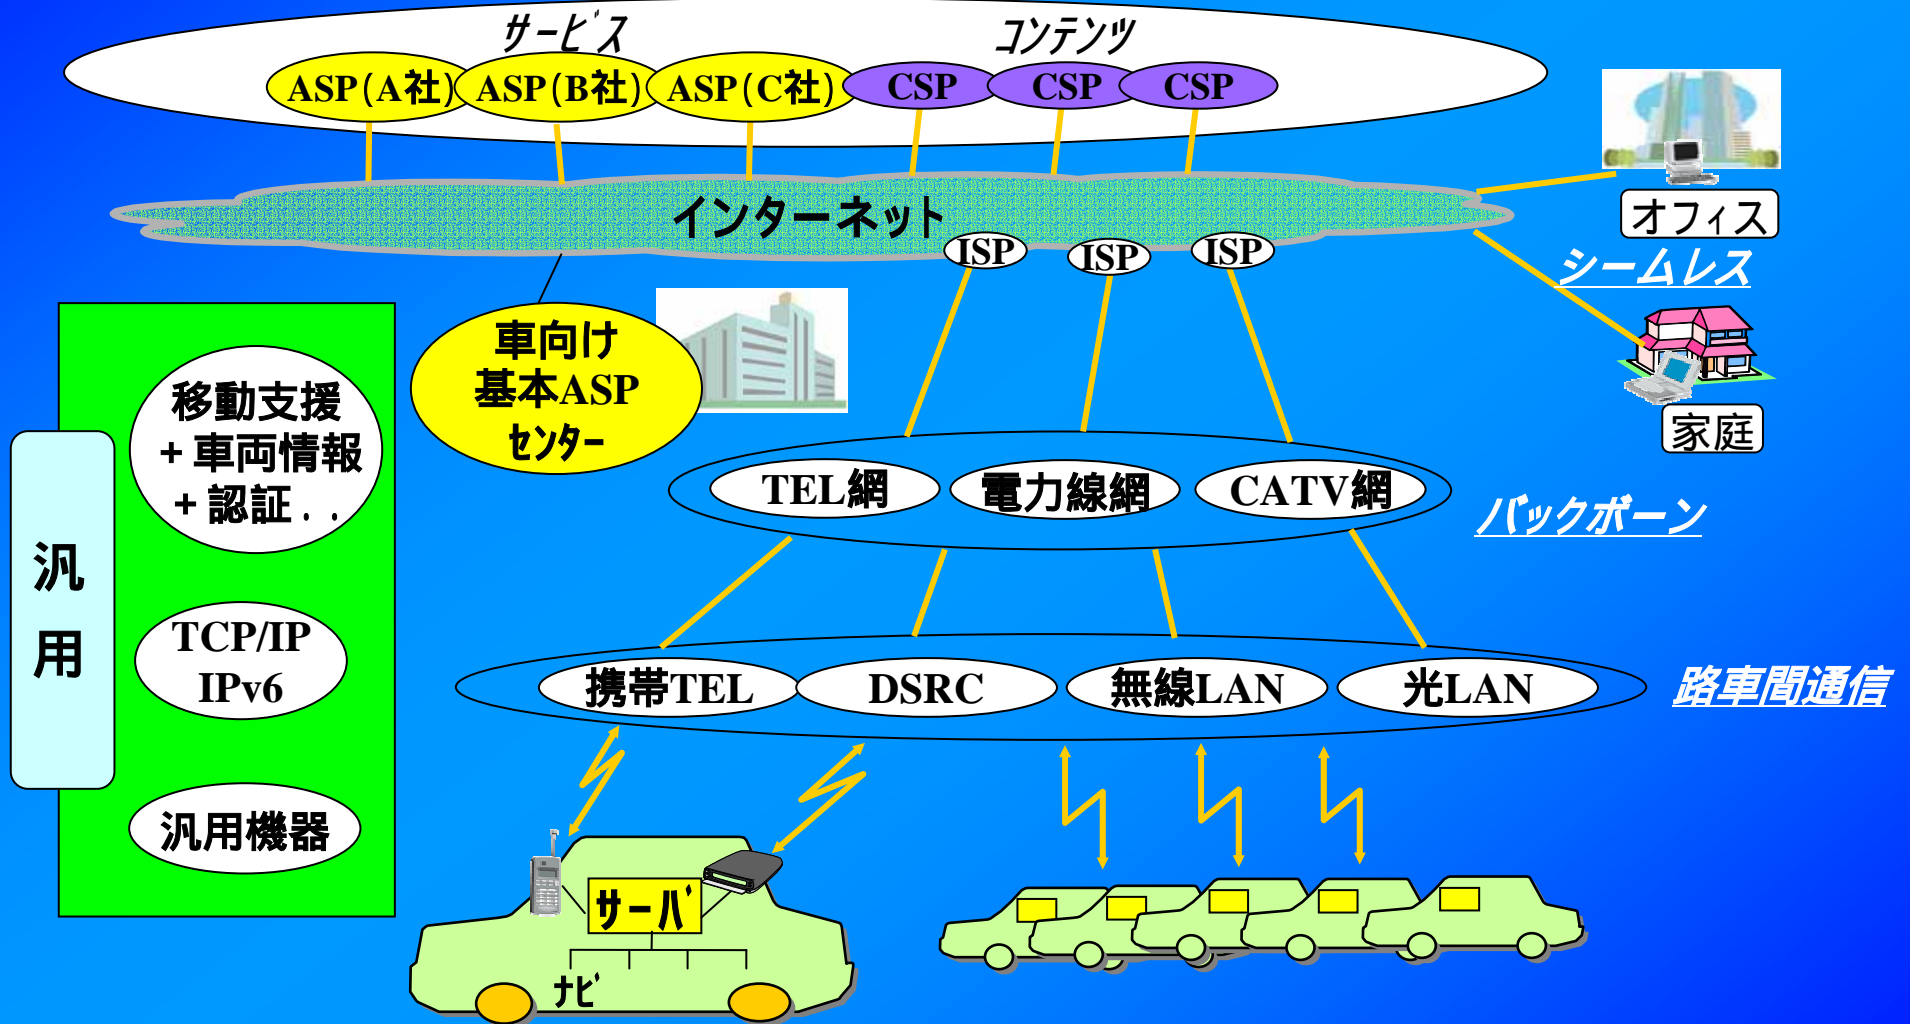 サービス
コンテンツ
ASP(A社)
ASP(B社)
ASP(C社)
CSP
CSP
CSP
インターネット
ISP
ISP
ISP
オフィス
シームレス
家庭
車向け
基本ASP
センター
移動支援
+車両情報
+認証..
汎
用
TCP/IP
IPv6
汎用機器
TEL網
電力線網
CATV網
バックボーン
携帯TEL
DSRC
無線LAN
光LAN
路車間通信
サーバ
ナビ